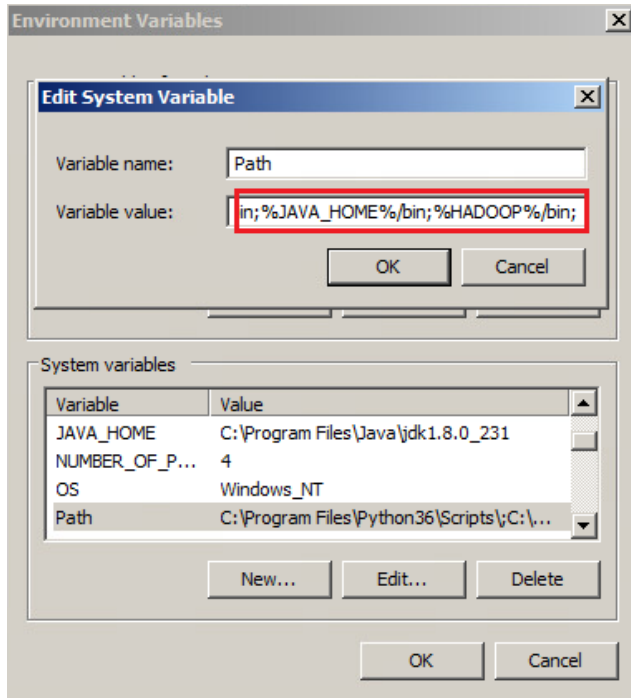 Environment Variables
Edit System Variable
Variable name:
Path
Variable value:
in;%JAVA_HOME%/bin;%HADOOP%/bin;
OK Cancel
System variables
Variable Value
JAVA_HOME C:\Program Files\Java\jdk1.8.0_231
NUMBER_OF_P... 4
OS Windows_NT
Path C:\Program Files\Python36\Scripts\;C:\...
New... Edit... Delete
OK Cancel